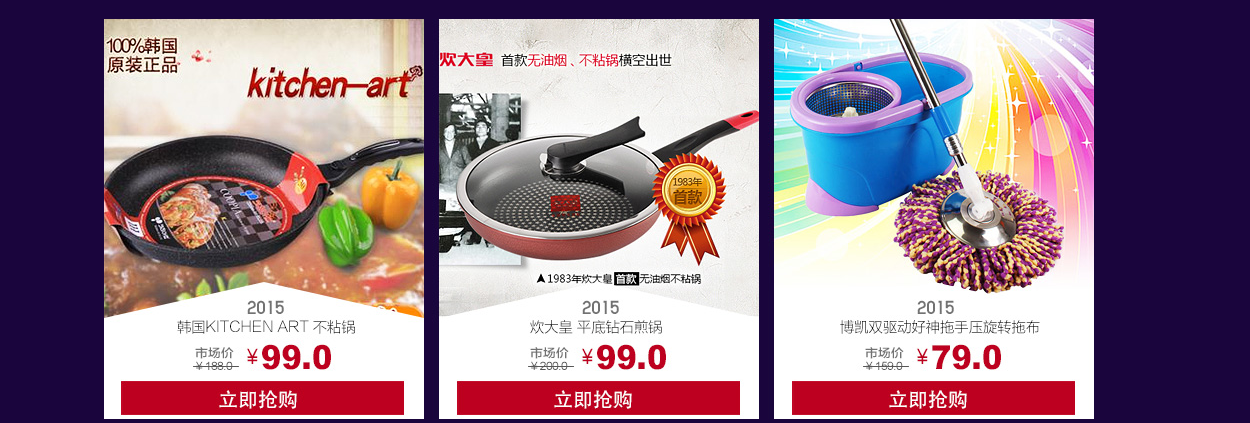 100%韩国
原装正品
kitchen-art
2015
韩国KITCHEN ART 不粘锅
市场价
¥188.0
¥99.0
立即抢购
炊大皇 首款无油烟、不粘锅横空出世
1983年
首款
▲1983年炊大皇 首款 无油烟不粘锅
2015
炊大皇 平底钻石煎锅
市场价
¥200.0
¥99.0
立即抢购
2015
博凯双驱动好神拖手压旋转拖布
市场价
¥159.0
¥79.0
立即抢购